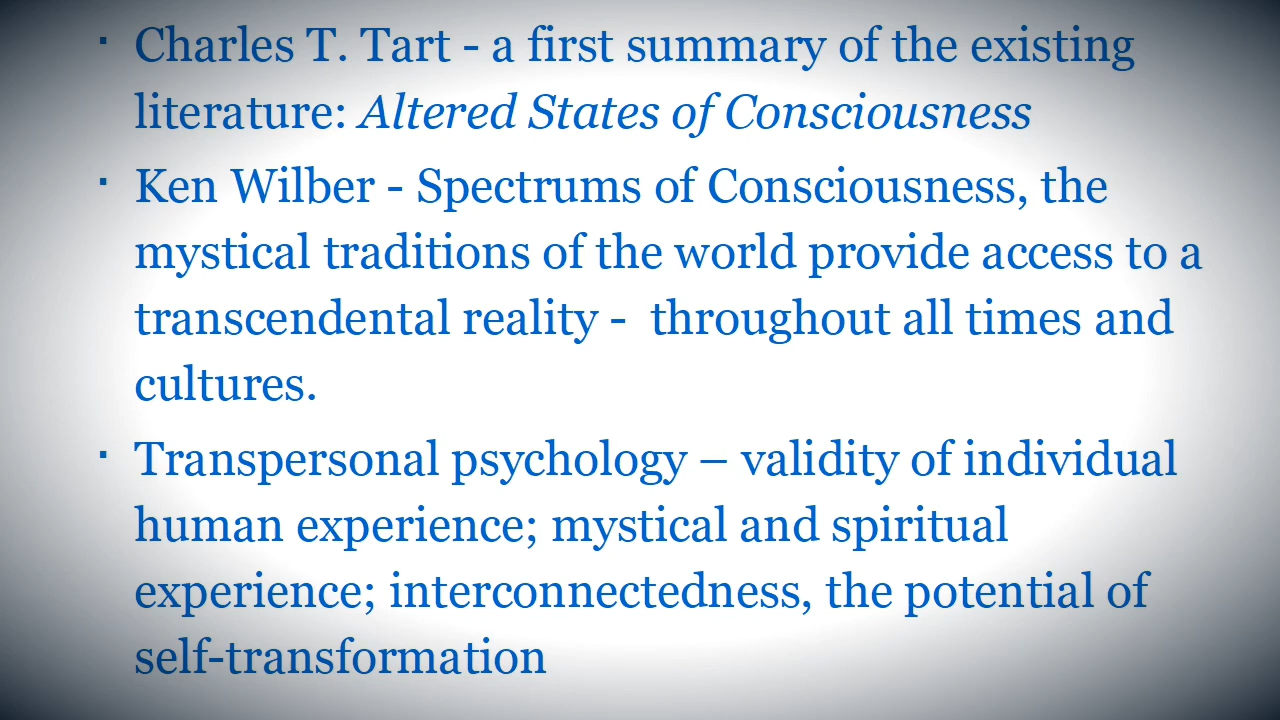 · Charles T. Tart - a first summary of the existing
literature: Altered States of Consciousness
· Ken Wilber - Spectrums of Consciousness, the
mystical traditions of the world provide access to a
transcendental reality -  throughout all times and
cultures.
· Transpersonal psychology – validity of individual
human experience; mystical and spiritual
experience; interconnectedness, the potential of
self-transformation